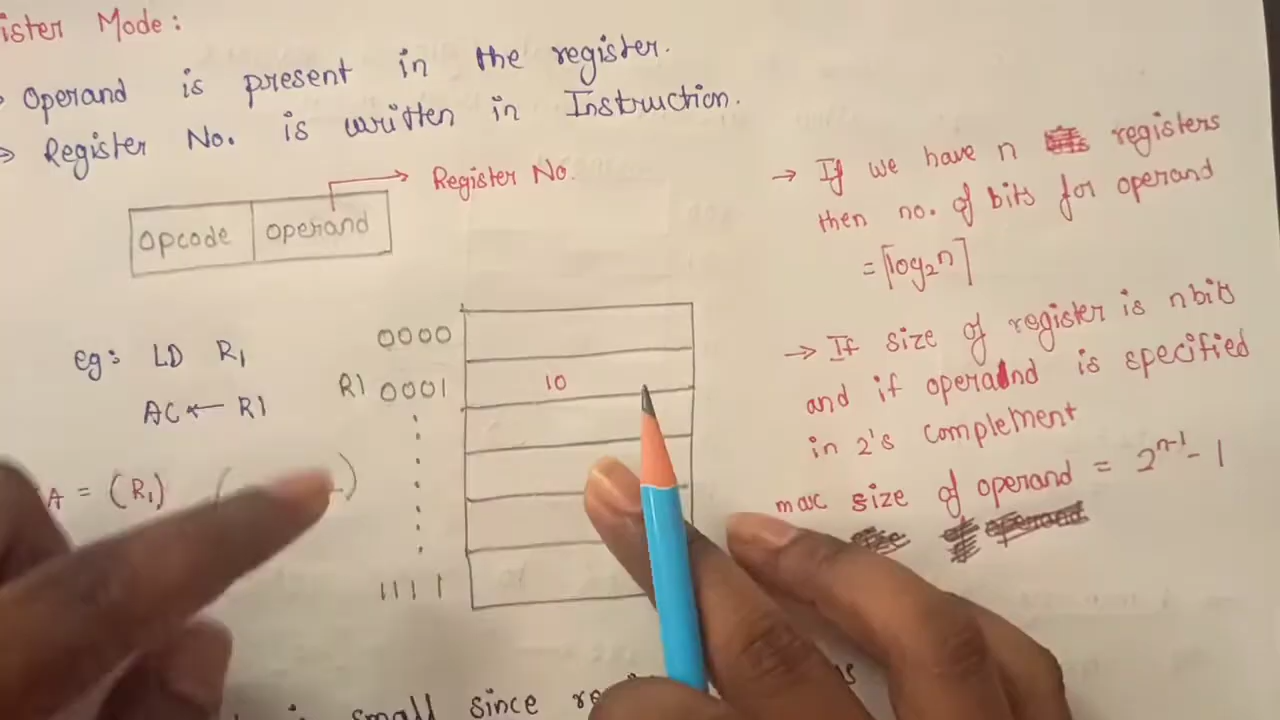 ister Mode:
Operand is present in the register.
Register No. is written in Instruction.
Register No.
opcode operand
eg: LD R1
AC ← R1
A = (R1)
0000
R1 0001
10
1111
→ If we have n registers
then no. of bits for operand
= ⌈log₂n⌉
→ If size of register is n bits
and if operand is specified
in 2's complement
max size of operand = 2ⁿ⁻¹ - 1
small since